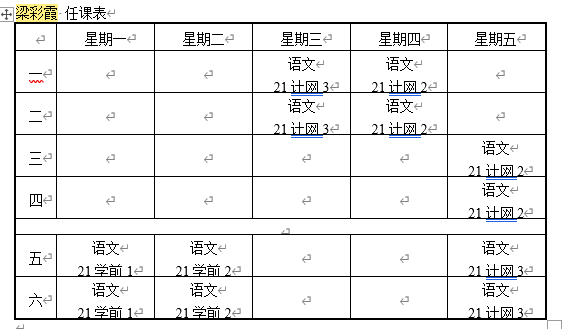 梁彩霞 任课表
星期一 星期二 星期三 星期四 星期五
一 语文 语文
21计网3 21计网2
二 语文 语文
21计网3 21计网2
三 语文
21计网2
四 语文
21计网2
五 语文 语文 语文
21学前1 21学前2 21计网3
六 语文 语文 语文
21学前1 21学前2 21计网3